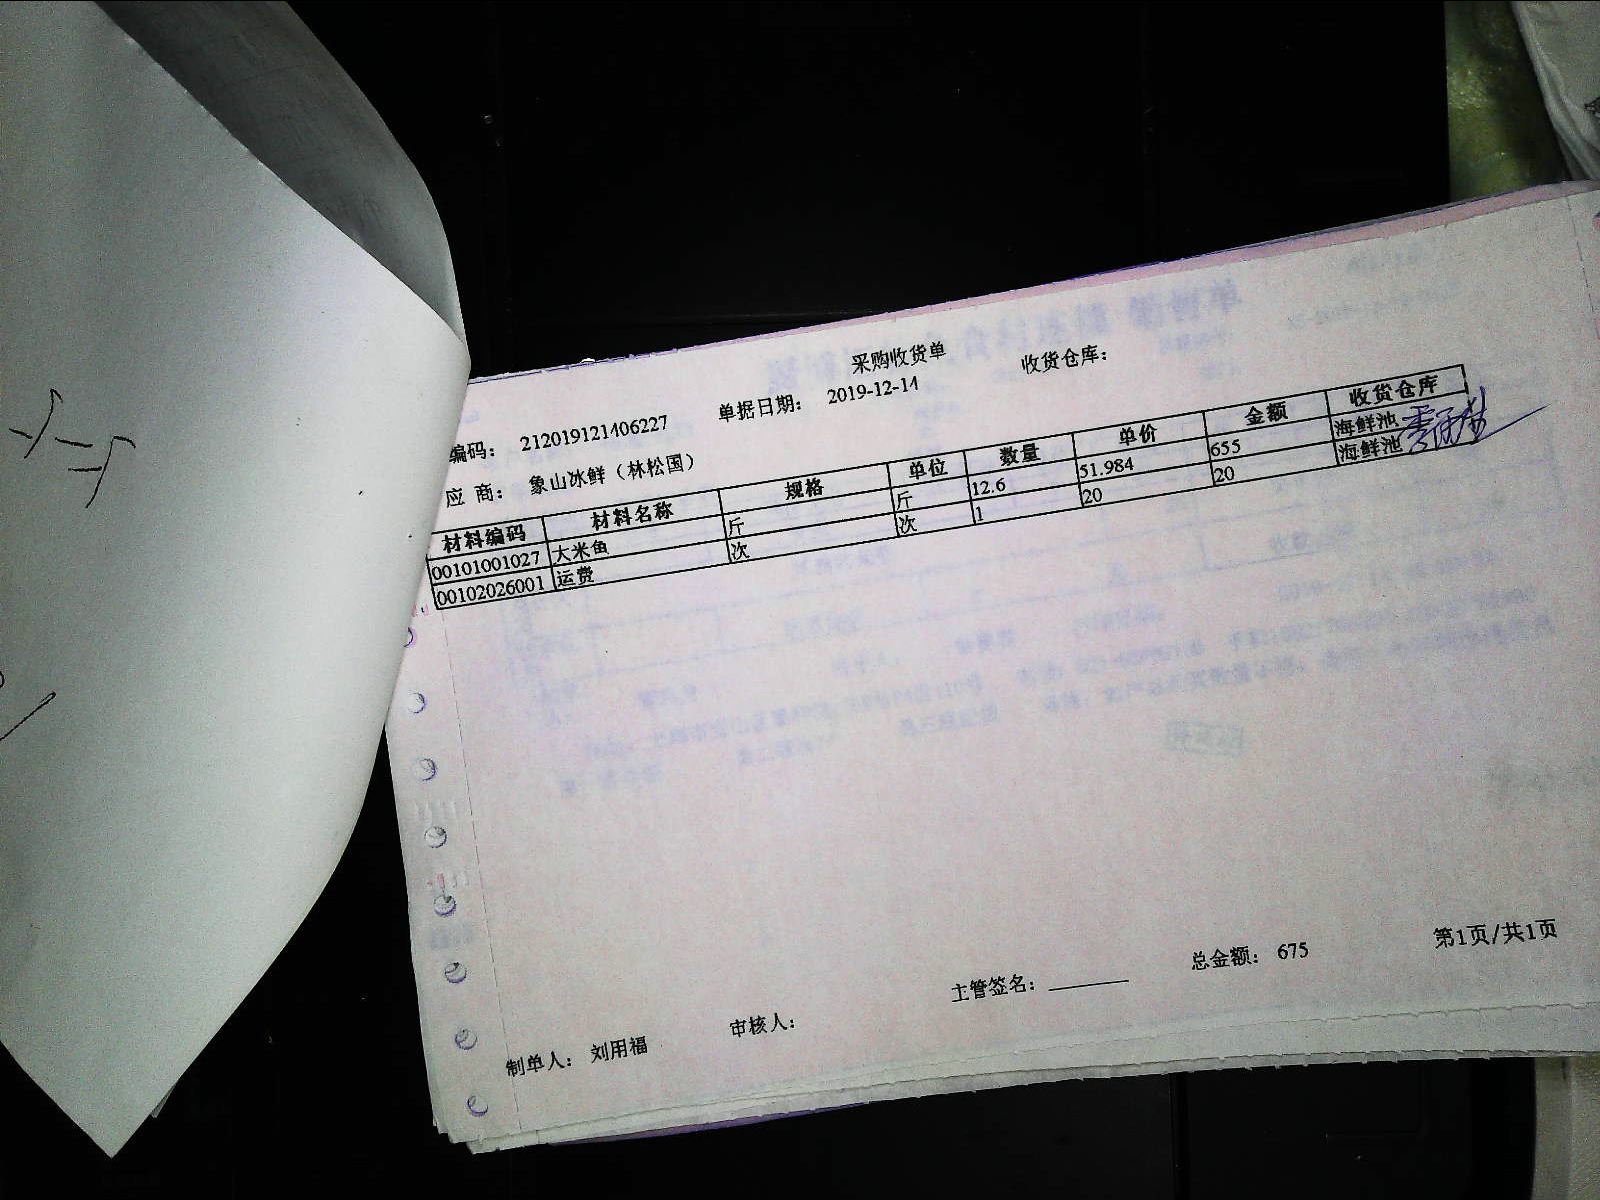 采购收货单
编码： 212019121406227 单据日期： 2019-12-14 收货仓库：
应 商： 象山冰鲜（林松国）
材料编码 材料名称 规格 单位 数量 单价 金额 收货仓库
00101001027 大米鱼 斤 斤 12.6 51.984 655 海鲜池
00102026001 运费 次 次 1 20 20 海鲜池
制单人： 刘用福 审核人： 主管签名： 总金额： 675 第1页/共1页